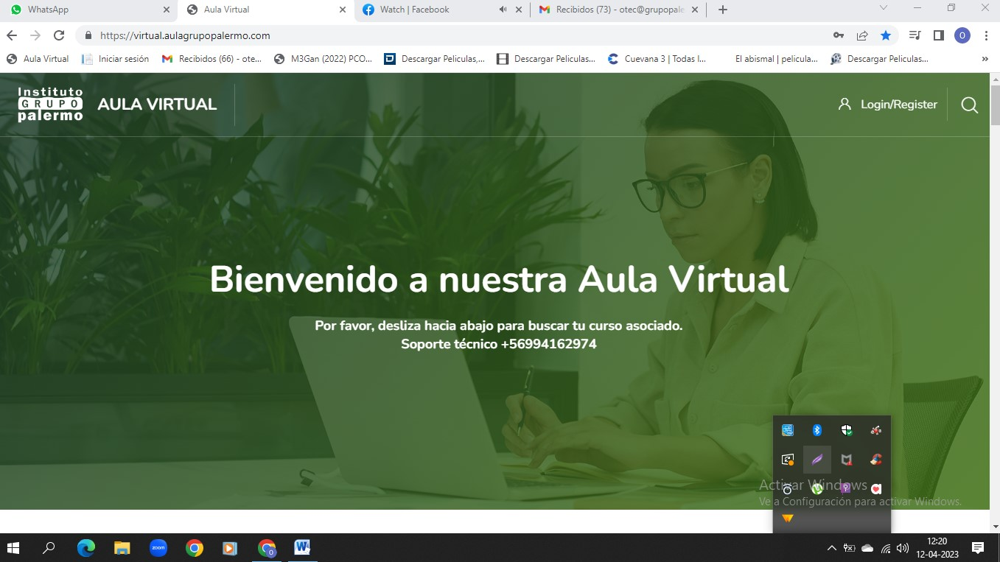 WhatsApp
Aula Virtual
Watch | Facebook
Recibidos (73) - otec@grupopale
https://virtual.aulagrupopalermo.com
O
Aula Virtual
Iniciar sesión
Recibidos (66) - ote...
M3Gan (2022) PCO...
Descargar Peliculas,...
Descargar Peliculas...
Cuevana 3 | Todas l...
El abismal | pelicula...
Descargar Peliculas...
»
Instituto
GRUPO
palermo
AULA VIRTUAL
Login/Register
Bienvenido a nuestra Aula Virtual
Por favor, desliza hacia abajo para buscar tu curso asociado.
Soporte técnico +56994162974
Activar Windows
Ve a Configuración para activar Windows.
zoom
O
W
12:20
12-04-2023